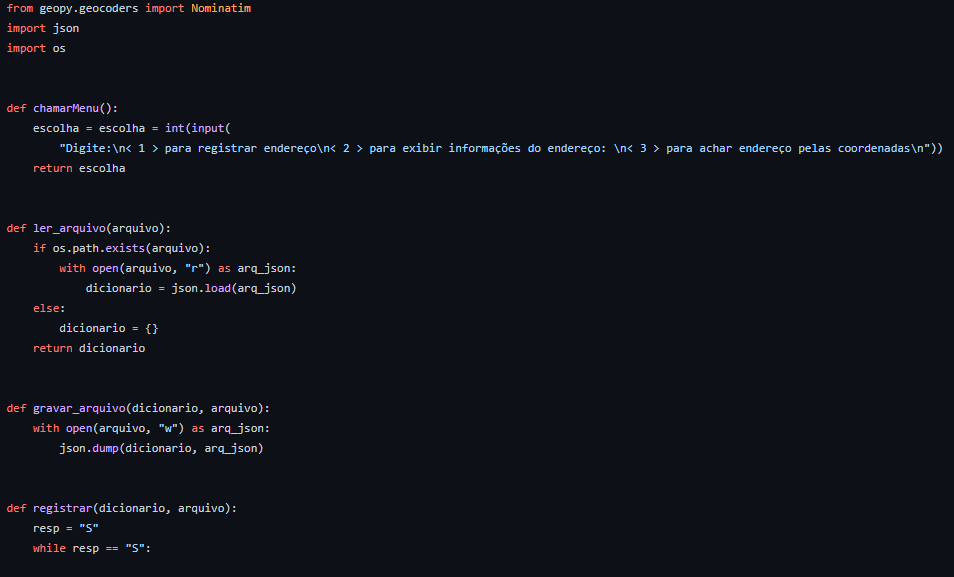 from geopy.geocoders import Nominatim
import json
import os
def chamarMenu():
    escolha = escolha = int(input(
        "Digite:\n< 1 > para registrar endereço\n< 2 > para exibir informações do endereço: \n< 3 > para achar endereço pelas coordenadas\n"))
    return escolha
def ler_arquivo(arquivo):
    if os.path.exists(arquivo):
        with open(arquivo, "r") as arq_json:
            dicionario = json.load(arq_json)
    else:
        dicionario = {}
    return dicionario
def gravar_arquivo(dicionario, arquivo):
    with open(arquivo, "w") as arq_json:
        json.dump(dicionario, arq_json)
def registrar(dicionario, arquivo):
    resp = "S"
    while resp == "S":